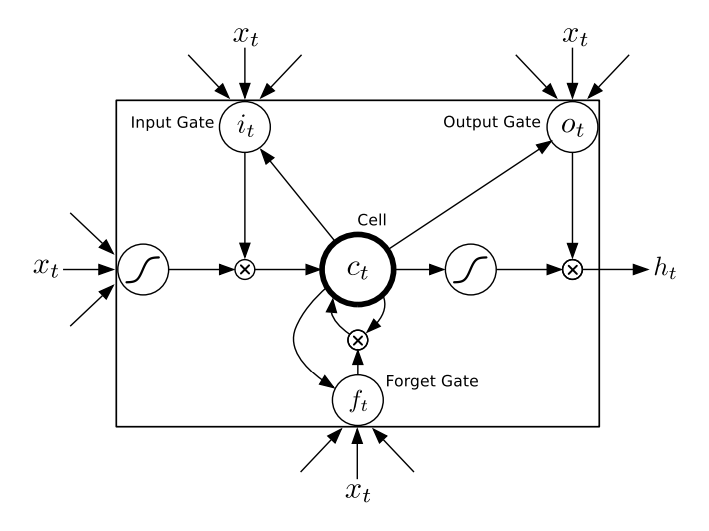 x_t x_t
Input Gate i_t Output Gate o_t
Cell
x_t c_t h_t
Forget Gate
f_t
x_t